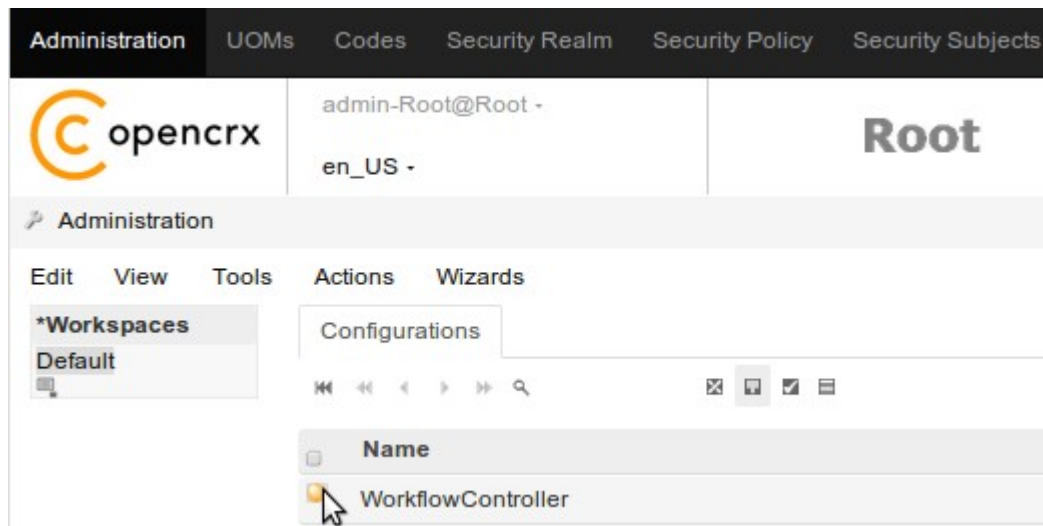 Administration UOMs Codes Security Realm Security Policy Security Subjects
admin-Root@Root
opencrx
Root
en_US
Administration
Edit View Tools Actions Wizards
*Workspaces
Configurations
Default
Name
WorkflowController